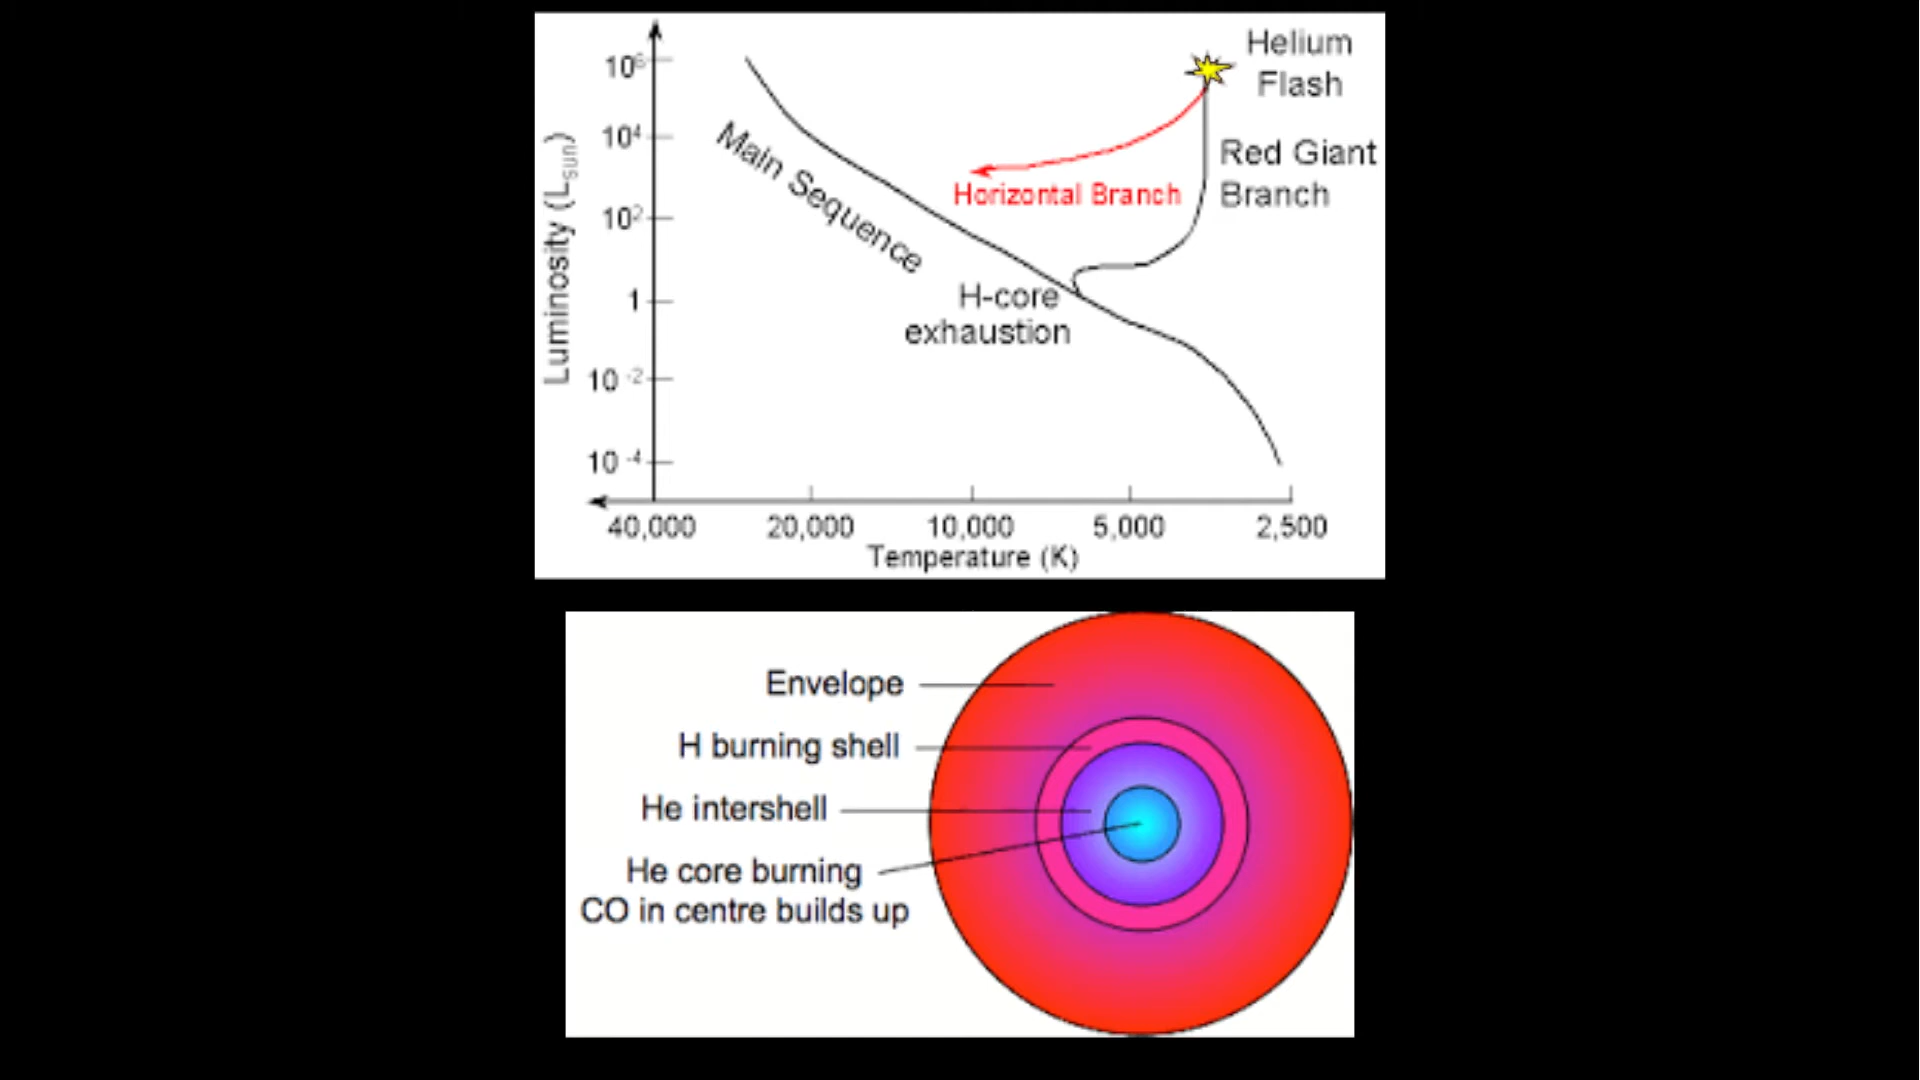 Helium
Flash
10⁶
10⁴
Main Sequence
Red Giant
Branch
Horizontal Branch
10²
Luminosity (Lsun)
H-core
exhaustion
1
10⁻²
10⁻⁴
40,000 20,000 10,000 5,000 2,500
Temperature (K)
Envelope
H burning shell
He intershell
He core burning
CO in centre builds up